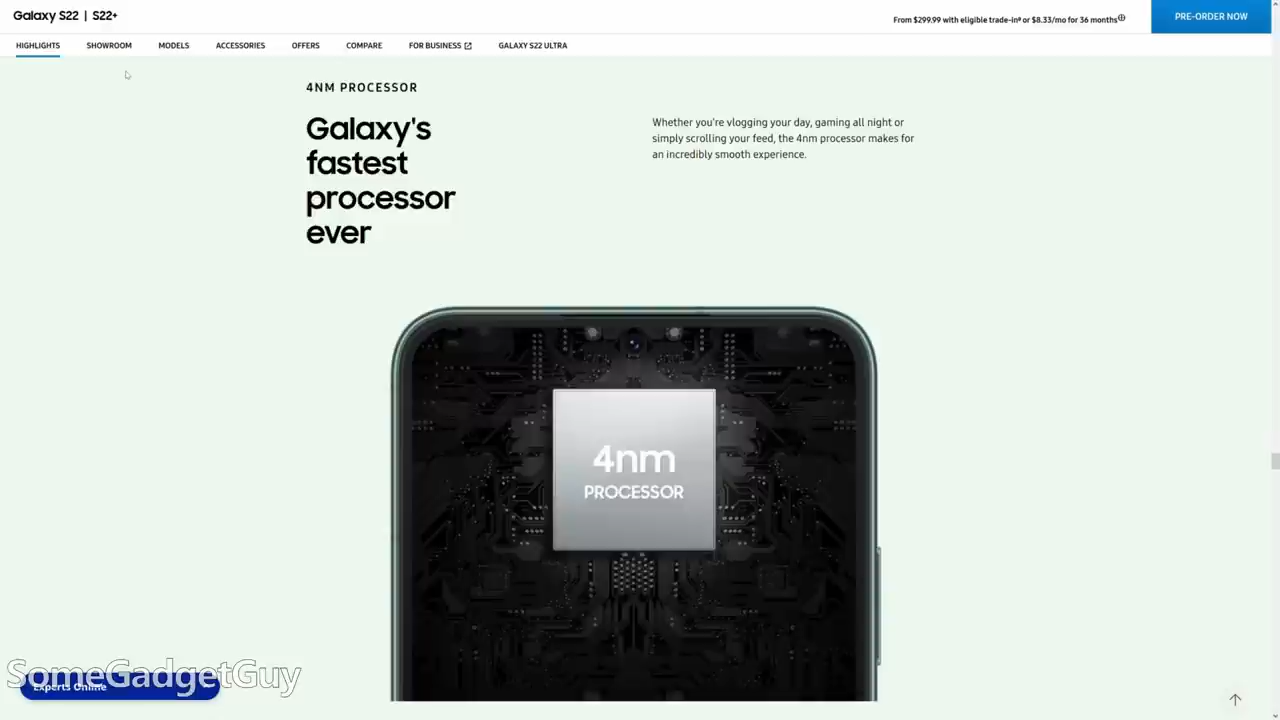 Galaxy S22 | S22+
From $299.99 with eligible trade-in or $8.33/mo for 36 months
PRE-ORDER NOW
HIGHLIGHTS
SHOWROOM
MODELS
ACCESSORIES
OFFERS
COMPARE
FOR BUSINESS
GALAXY S22 ULTRA
4NM PROCESSOR
Galaxy's
fastest
processor
ever
Whether you're vlogging your day, gaming all night or
simply scrolling your feed, the 4nm processor makes for
an incredibly smooth experience.
4nm
PROCESSOR
SomeGadgetGuy
Experts Online